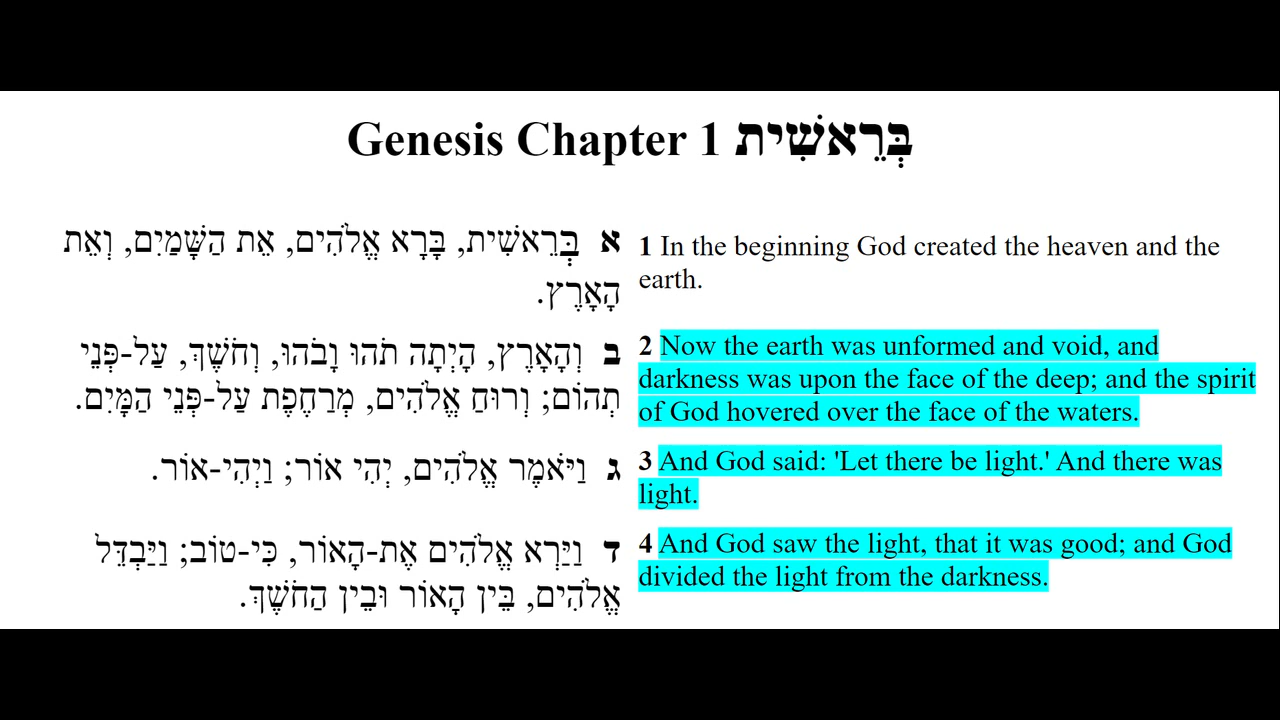 Genesis Chapter 1 בְּרֵאשִׁית
א בְּרֵאשִׁית, בָּרָא אֱלֹהִים, אֵת הַשָּׁמַיִם, וְאֵת
הָאָרֶץ.
1 In the beginning God created the heaven and the
earth.
ב וְהָאָרֶץ, הָיְתָה תֹהוּ וָבֹהוּ, וְחֹשֶׁךְ, עַל-פְּנֵי
תְהוֹם; וְרוּחַ אֱלֹהִים, מְרַחֶפֶת עַל-פְּנֵי הַמָּיִם.
2 Now the earth was unformed and void, and
darkness was upon the face of the deep; and the spirit
of God hovered over the face of the waters.
ג וַיֹּאמֶר אֱלֹהִים, יְהִי אוֹר; וַיְהִי-אוֹר.
3 And God said: 'Let there be light.' And there was
light.
ד וַיַּרְא אֱלֹהִים אֶת-הָאוֹר, כִּי-טוֹב; וַיַּבְדֵּל
אֱלֹהִים, בֵּין הָאוֹר וּבֵין הַחֹשֶׁךְ.
4 And God saw the light, that it was good; and God
divided the light from the darkness.